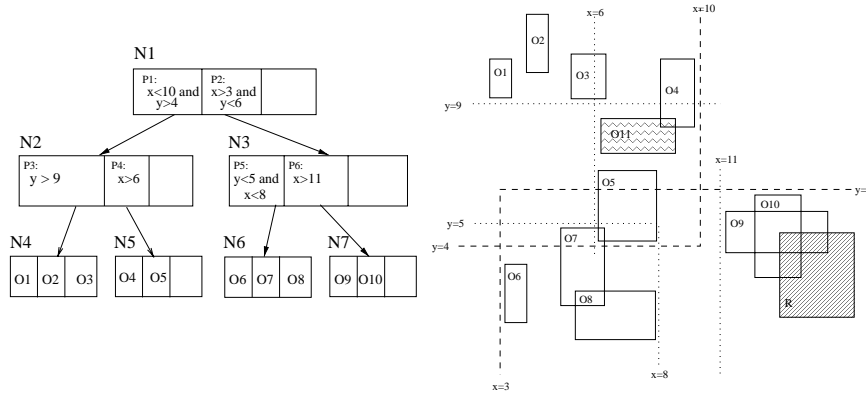 N1
P1:
x<10 and
y>4
P2:
x>3 and
y<6
N2
P3:
y > 9
P4:
x>6
N3
P5:
y<5 and
x<8
P6:
x>11
N4
O1 O2 O3
N5
O4 O5
N6
O6 O7 O8
N7
O9 O10
x=6
x=10
O2
O1
O3
O4
y=9
O11
x=11
O5
y=
O10
O9
y=5
O7
y=4
O6
O8
R
x=8
x=3